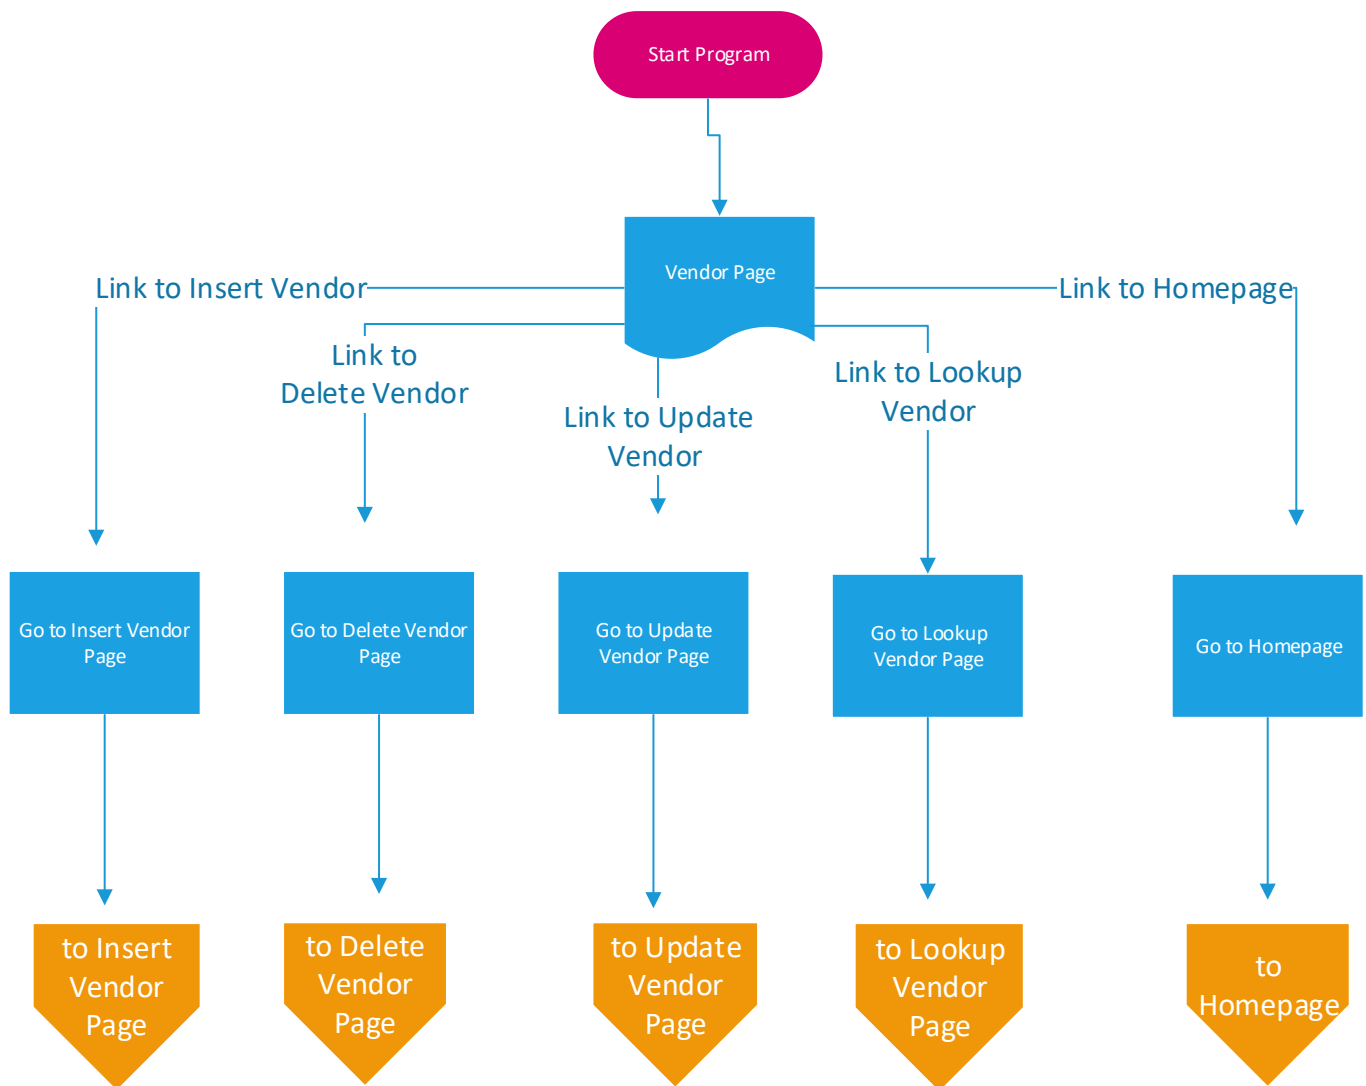 Start Program
Vendor Page
Link to Insert Vendor
Link to Homepage
Link to
Delete Vendor
Link to Lookup
Vendor
Link to Update
Vendor
Go to Insert Vendor
Page
Go to Delete Vendor
Page
Go to Update
Vendor Page
Go to Lookup
Vendor Page
Go to Homepage
to Insert
Vendor
Page
to Delete
Vendor
Page
to Update
Vendor
Page
to Lookup
Vendor
Page
to
Homepage